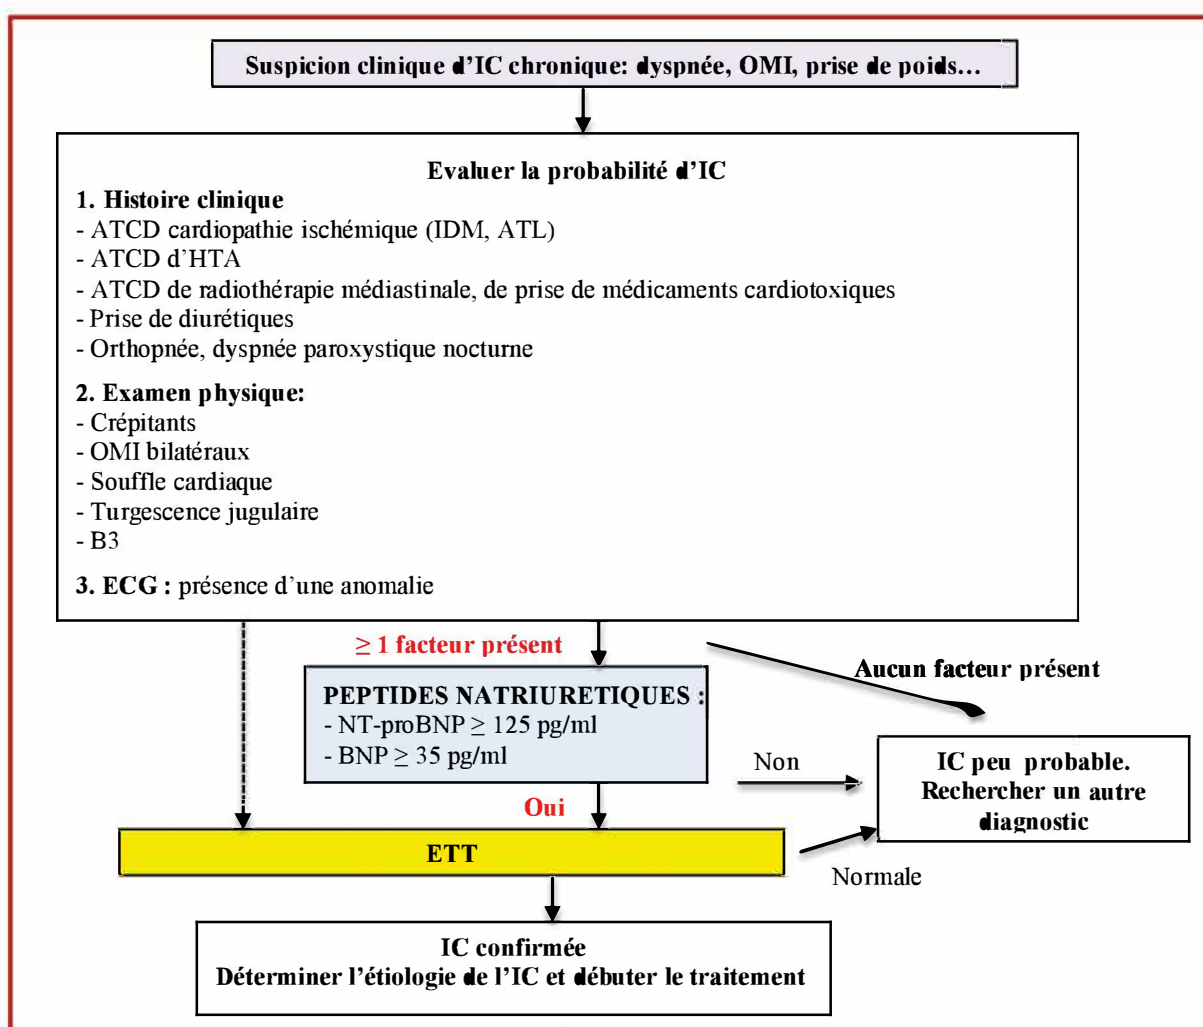 Suspicion clinique d’IC chronique: dyspnée, OMI, prise de poids…
Evaluer la probabilité d’IC
1. Histoire clinique
- ATCD cardiopathie ischémique (IDM, ATL)
- ATCD d’HTA
- ATCD de radiothérapie médiastinale, de prise de médicaments cardiotoxiques
- Prise de diurétiques
- Orthopnée, dyspnée paroxystique nocturne
2. Examen physique:
- Crépitants
- OMI bilatéraux
- Souffle cardiaque
- Turgescence jugulaire
- B3
3. ECG : présence d’une anomalie
≥ 1 facteur présent
Aucun facteur présent
PEPTIDES NATRIURETIQUES :
- NT-proBNP ≥ 125 pg/ml
- BNP ≥ 35 pg/ml
Non
IC peu probable.
Rechercher un autre
diagnostic
Oui
ETT
Normale
IC confirmée
Déterminer l’étiologie de l’IC et débuter le traitement